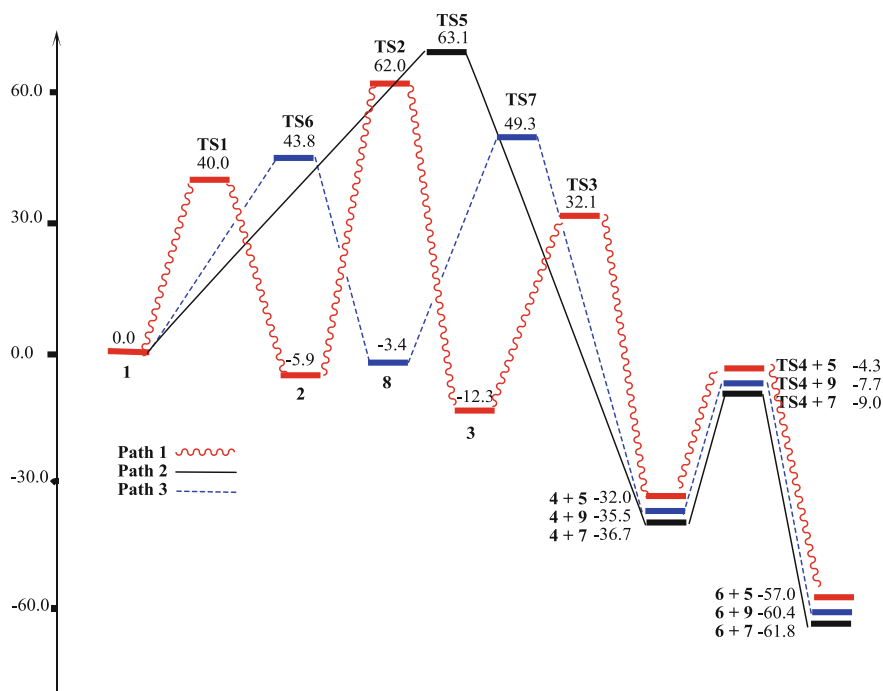 TS5
63.1
TS2
62.0
60.0
TS6
43.8
TS7
49.3
TS1
40.0
TS3
32.1
30.0
0.0
0.0
1
-5.9
2
-3.4
8
-12.3
3
TS4 + 5 -4.3
TS4 + 9 -7.7
TS4 + 7 -9.0
Path 1
Path 2
Path 3
-30.0
4 + 5 -32.0
4 + 9 -35.5
4 + 7 -36.7
-60.0
6 + 5 -57.0
6 + 9 -60.4
6 + 7 -61.8